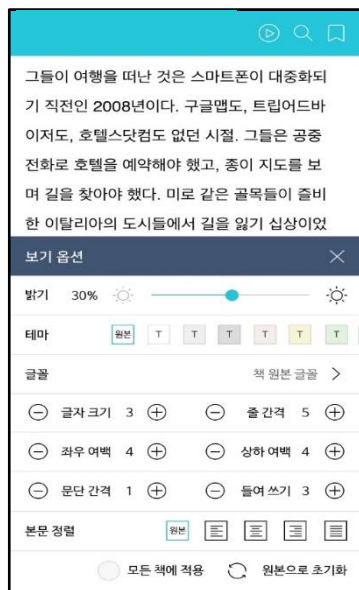 그들이 여행을 떠난 것은 스마트폰이 대중화되
기 직전인 2008년이다. 구글맵도, 트립어드바
이저도, 호텔스닷컴도 없던 시절. 그들은 공중
전화로 호텔을 예약해야 했고, 종이 지도를 보
며 길을 찾아야 했다. 미로 같은 골목들이 즐비
한 이탈리아의 도시들에서 길을 잃기 십상이었
보기 옵션
밝기 30%
테마 원본 T T T T T T
글꼴 책 원본 글꼴 >
글자 크기 3 줄 간격 5
좌우 여백 4 상하 여백 4
문단 간격 1 들여 쓰기 3
본문 정렬 원본
모든 책에 적용 원본으로 초기화